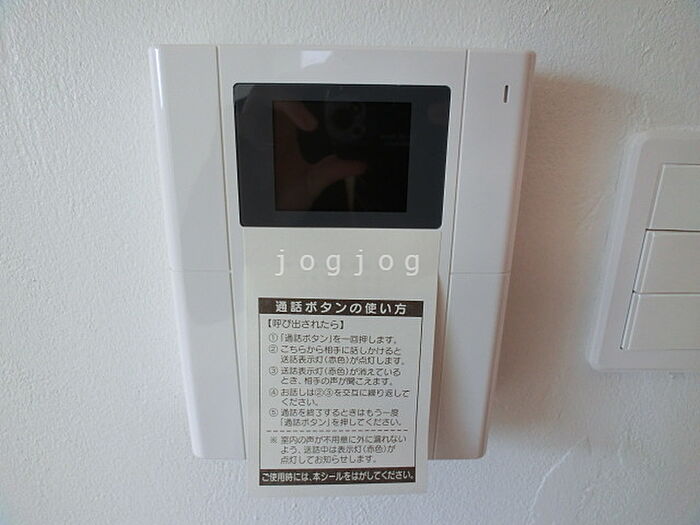 jogjog
通話ボタンの使い方
【呼び出されたら】
①「通話ボタン」を一回押します。
② こちらから相手に話しかけると
送話表示灯(赤色)が点灯します。
③ 送話表示灯(赤色)が消えている
とき、相手の声が聞こえます。
④ お話しは②③を交互に繰り返して
ください。
⑤ 通話を終了するときはもう一度
「通話ボタン」を押してください。
※ 室内の声が不用意に外に漏れない
よう、送話中は表示灯(赤色)が
点灯してお知らせします。
ご使用時には、本シールをはがしてください。